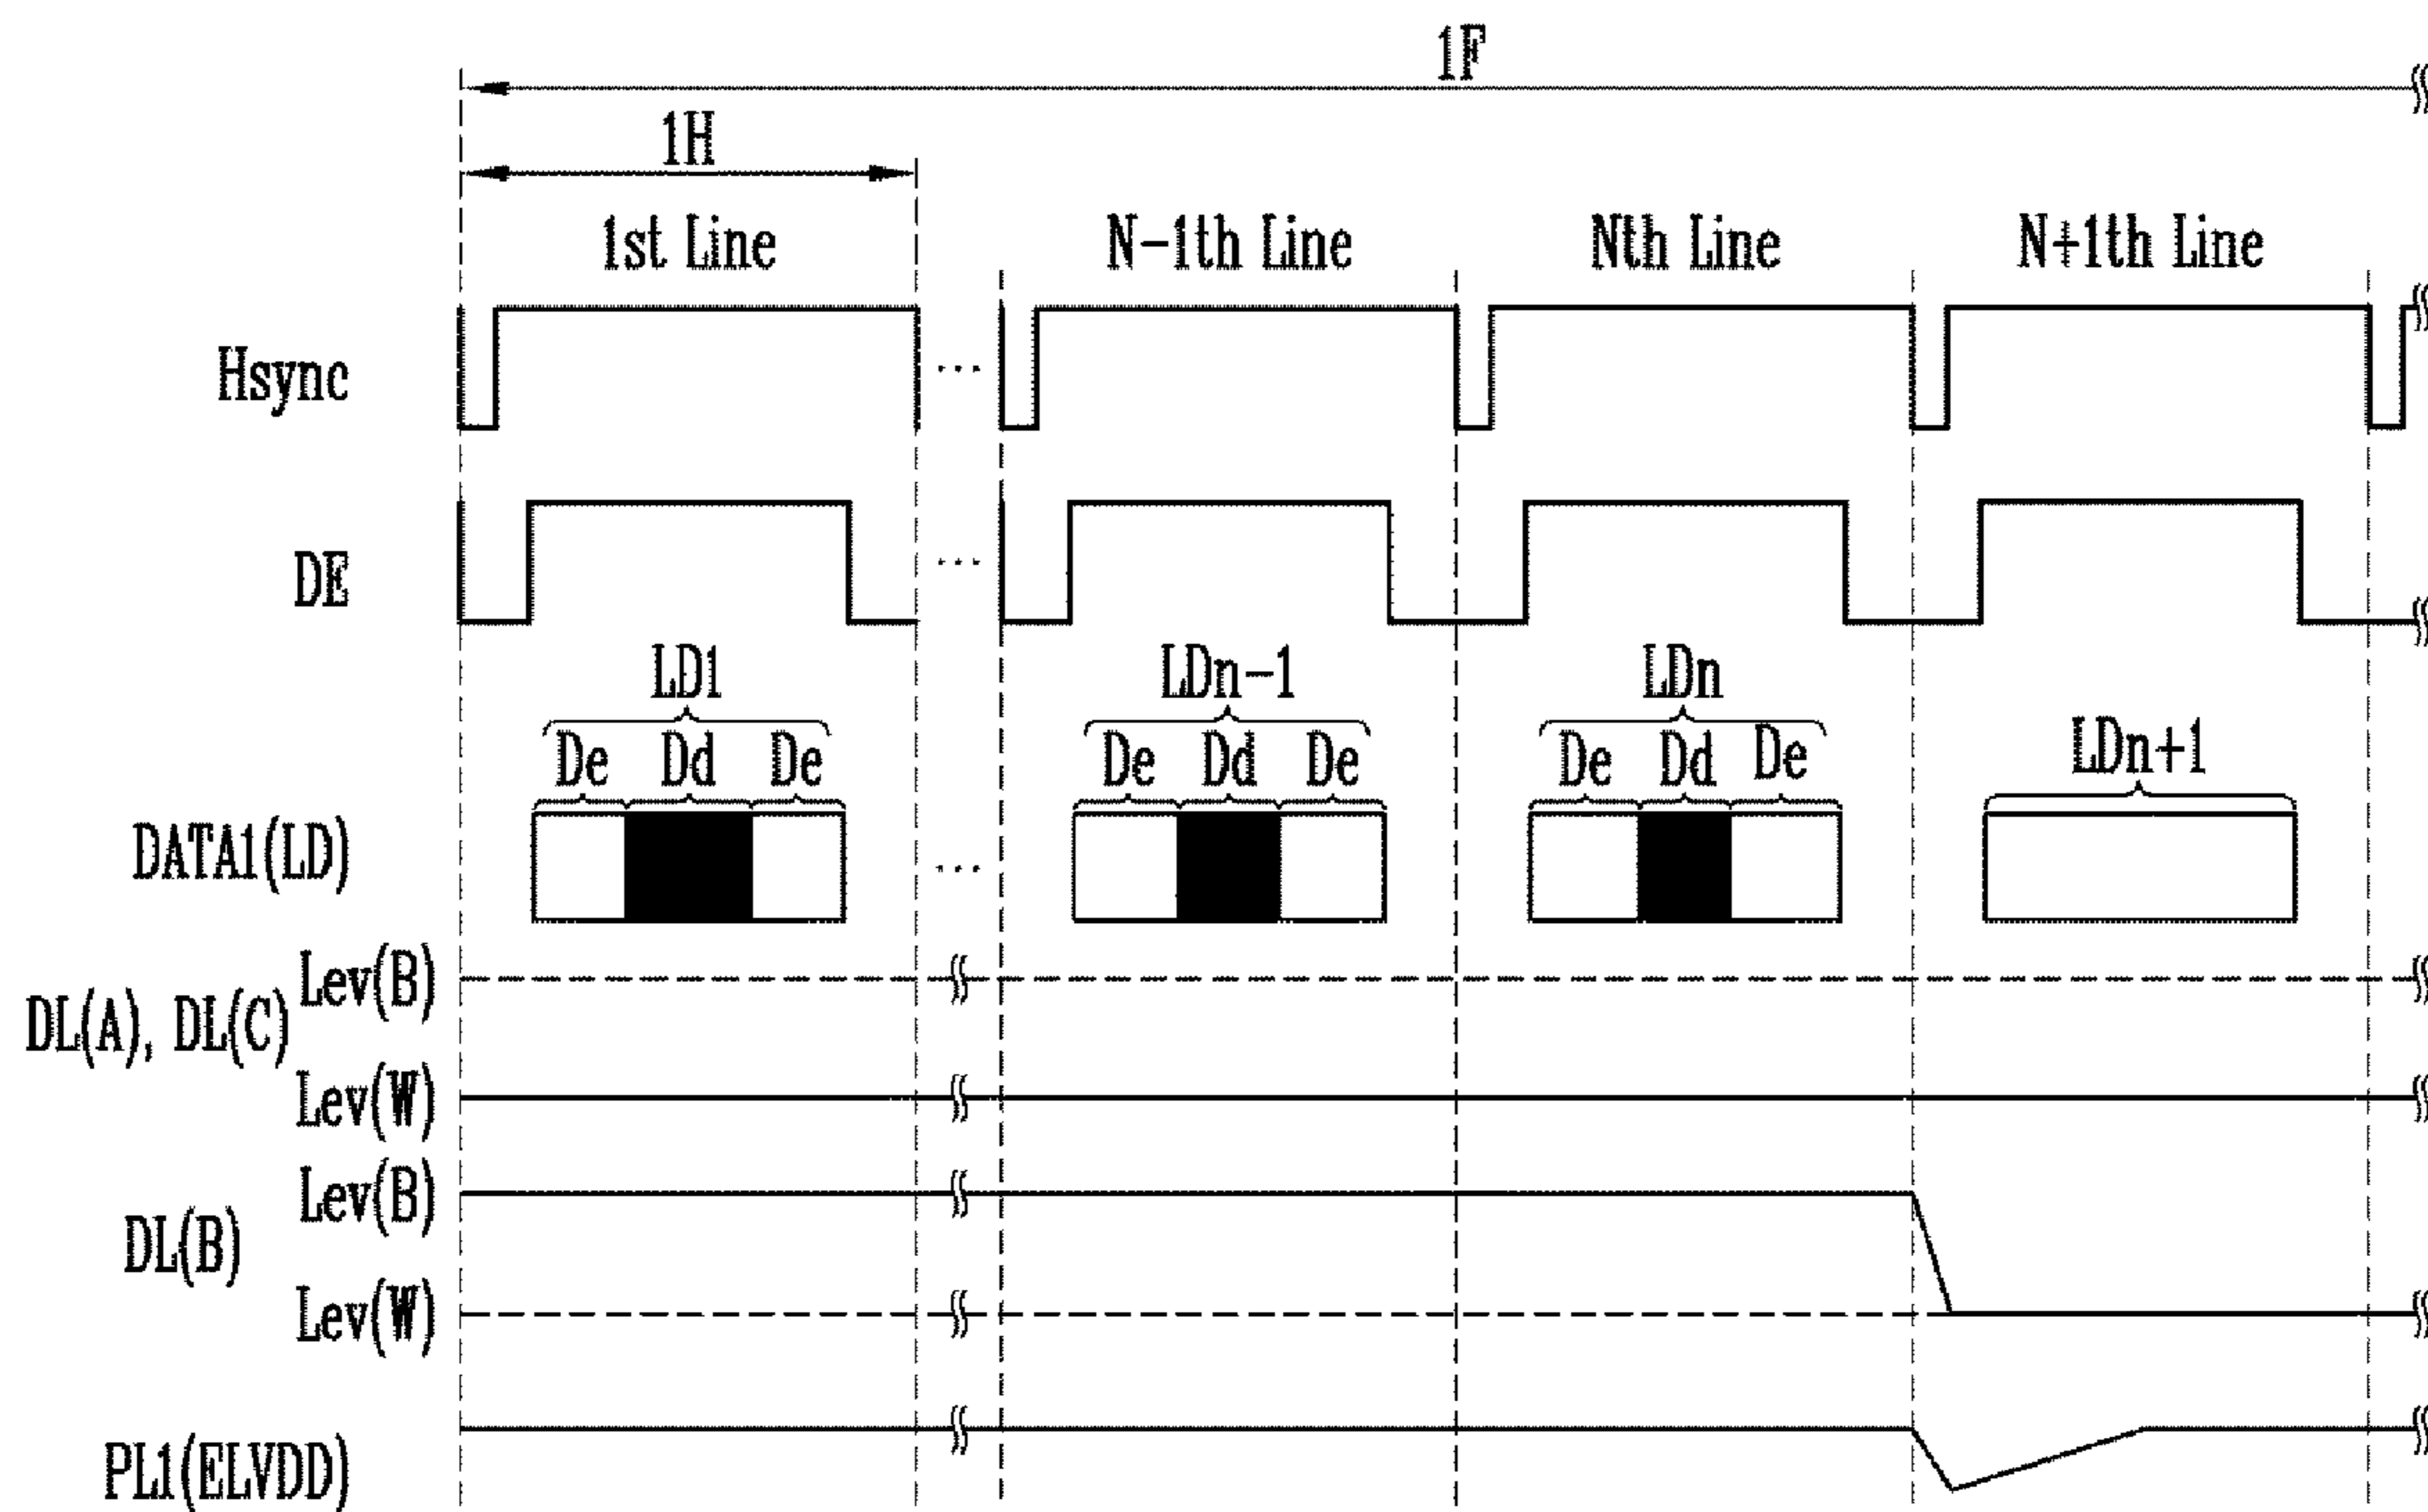 1F
1H
1st Line N-1th Line Nth Line N+1th Line
Hsync ...
DE ...
LD1 LDn-1 LDn
De Dd De De Dd De De Dd De LDn+1
DATA1(LD) ...
DL(A), DL(C) Lev(B)
Lev(W)
DL(B) Lev(B)
Lev(W)
PL1(ELVDD)